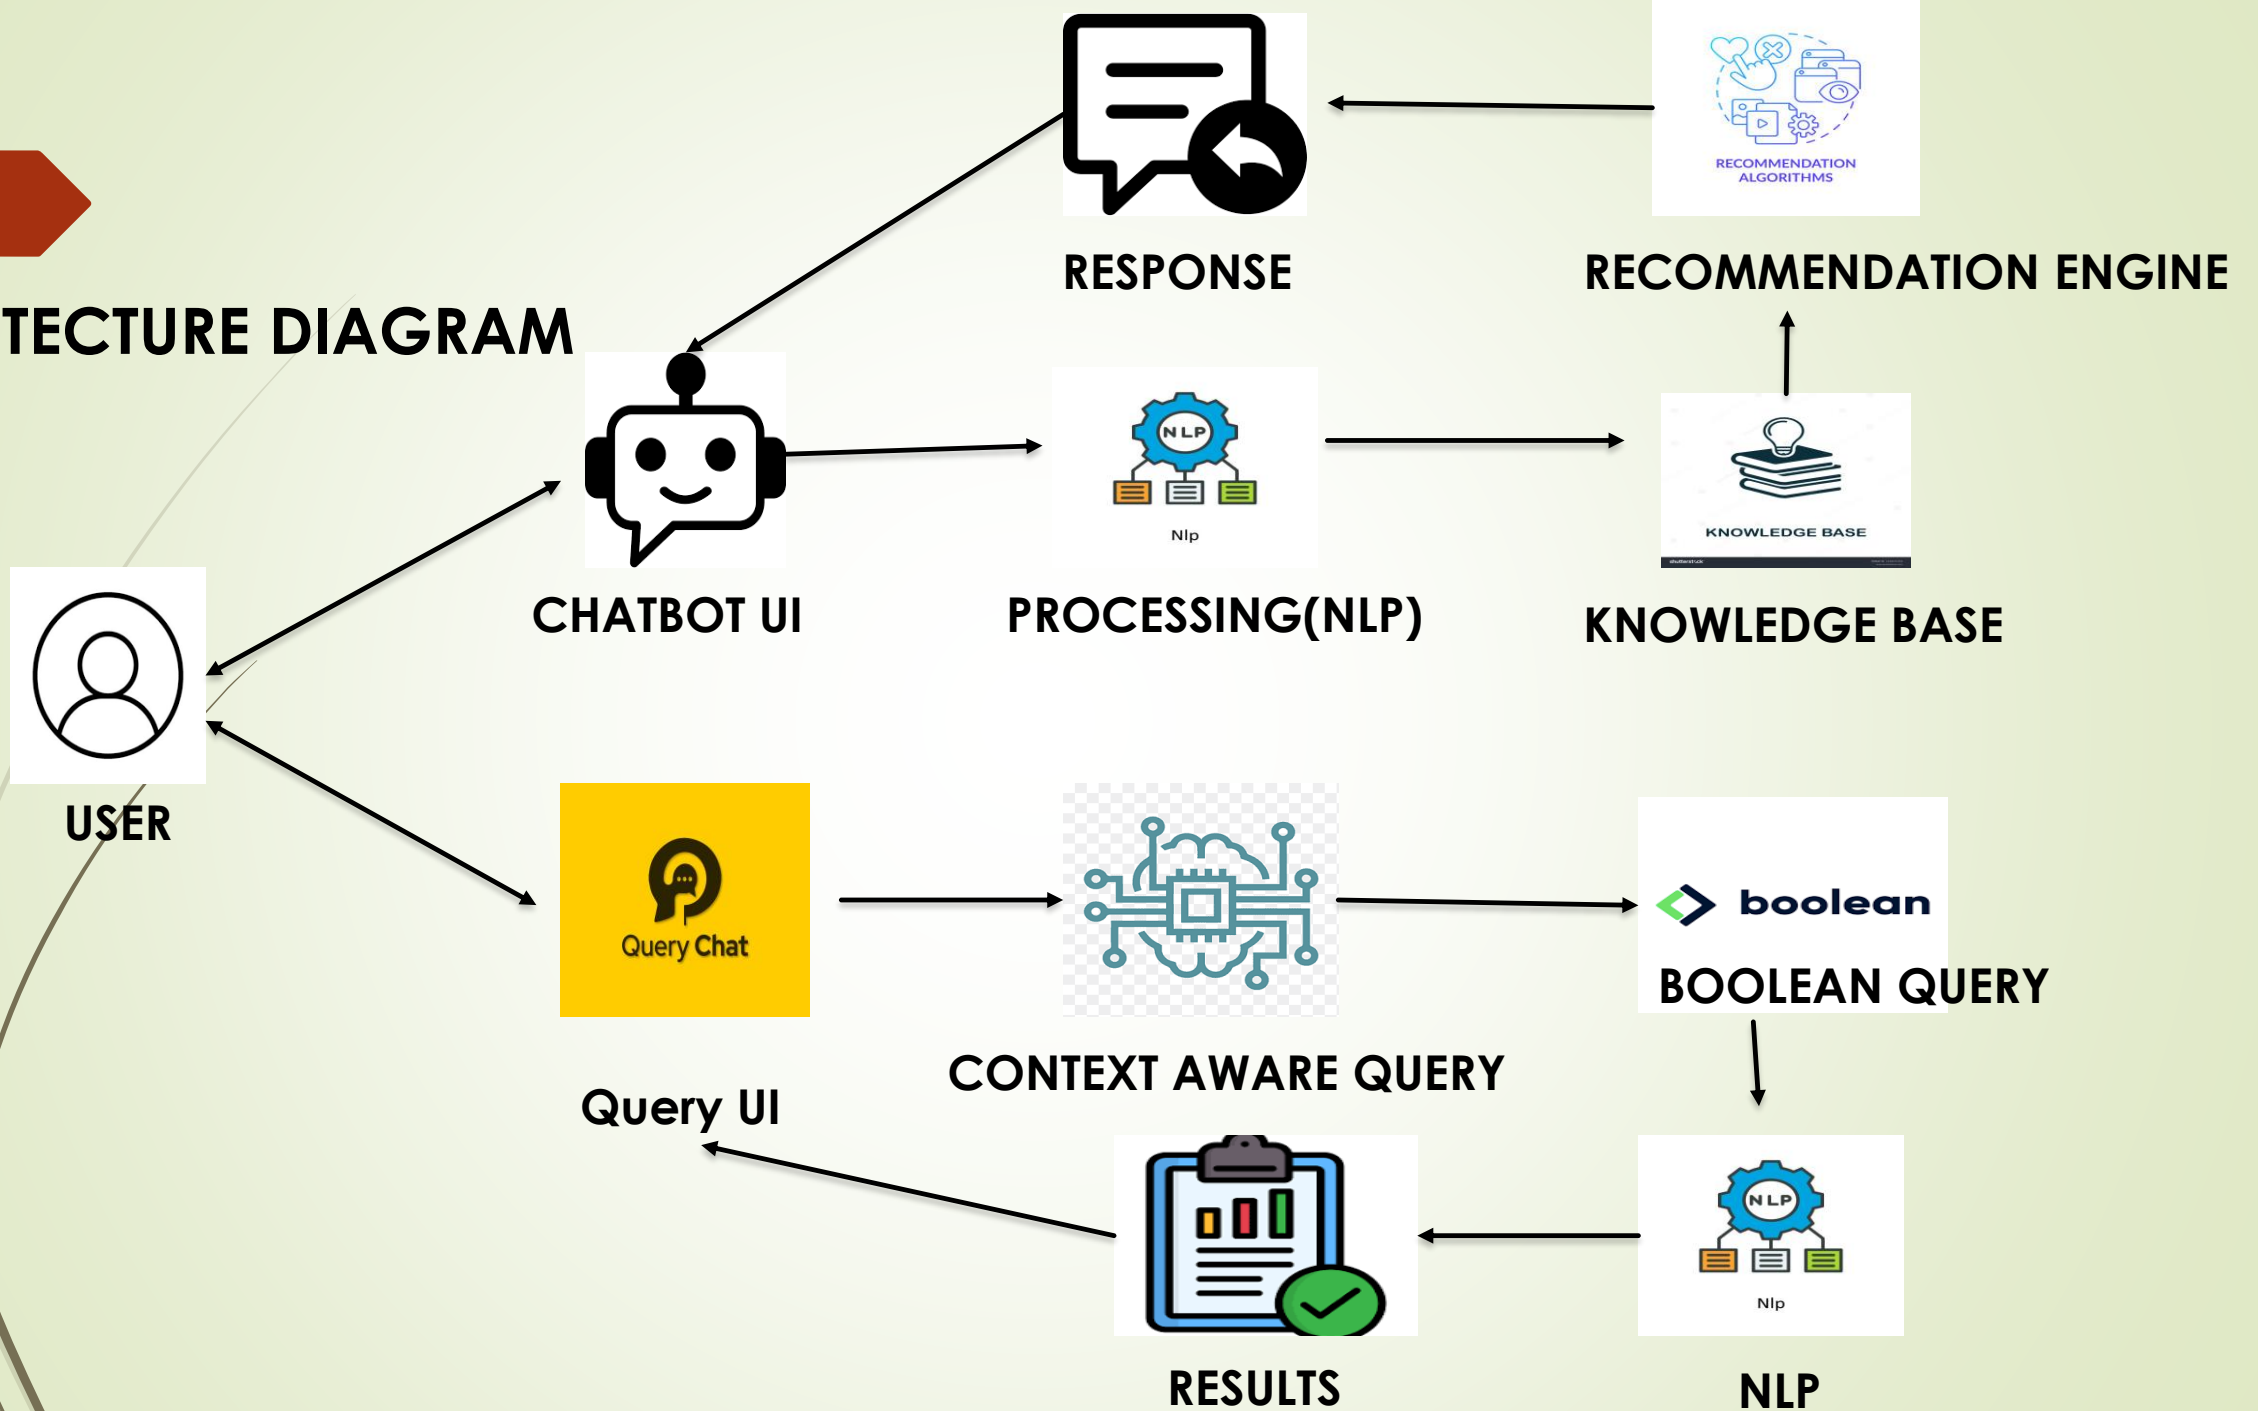 RECOMMENDATION
ALGORITHMS
RESPONSE
RECOMMENDATION ENGINE
TECTURE DIAGRAM
NLP
Nlp
KNOWLEDGE BASE
CHATBOT UI
PROCESSING(NLP)
KNOWLEDGE BASE
USER
Query Chat
boolean
BOOLEAN QUERY
CONTEXT AWARE QUERY
Query UI
NLP
Nlp
RESULTS
NLP